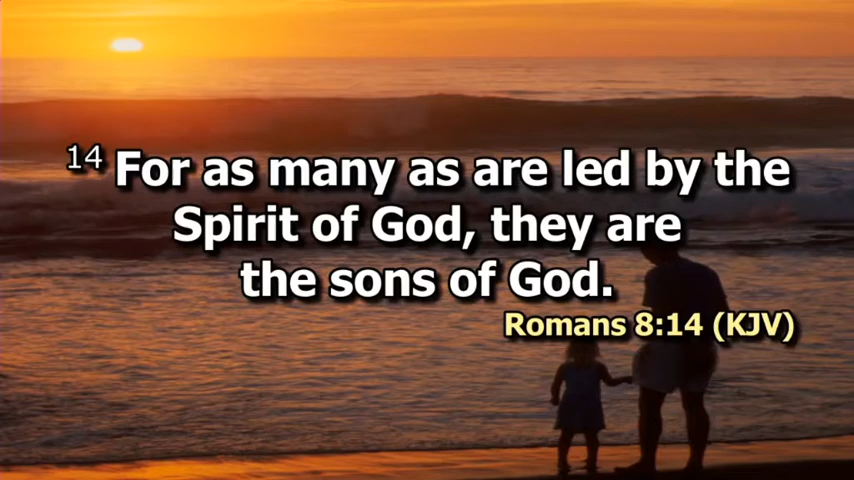 14 For as many as are led by the
Spirit of God, they are
the sons of God.
Romans 8:14 (KJV)